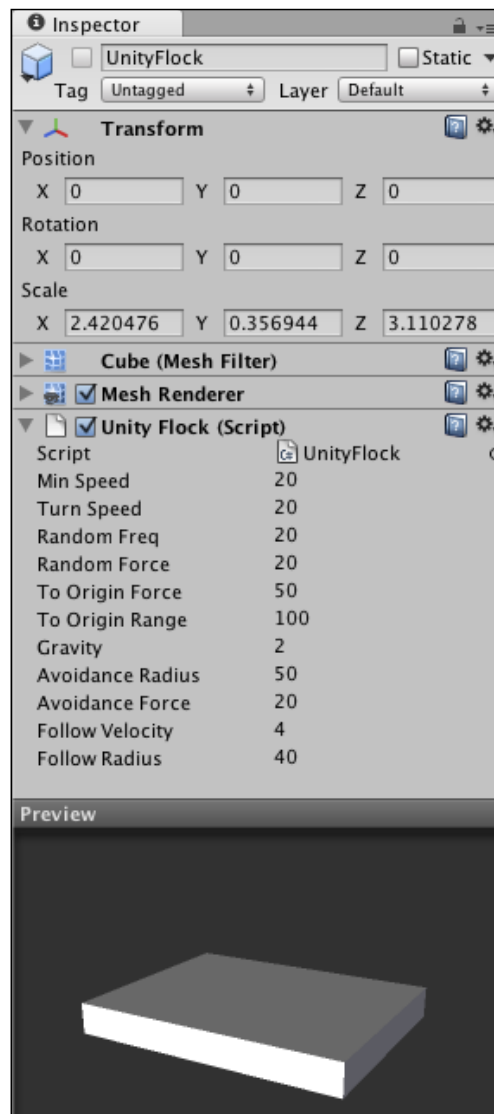 Inspector
UnityFlock Static
Tag Untagged Layer Default
Transform
Position
X 0 Y 0 Z 0
Rotation
X 0 Y 0 Z 0
Scale
X 2.420476 Y 0.356944 Z 3.110278
Cube (Mesh Filter)
Mesh Renderer
Unity Flock (Script)
Script C# UnityFlock
Min Speed 20
Turn Speed 20
Random Freq 20
Random Force 20
To Origin Force 50
To Origin Range 100
Gravity 2
Avoidance Radius 50
Avoidance Force 20
Follow Velocity 4
Follow Radius 40
Preview